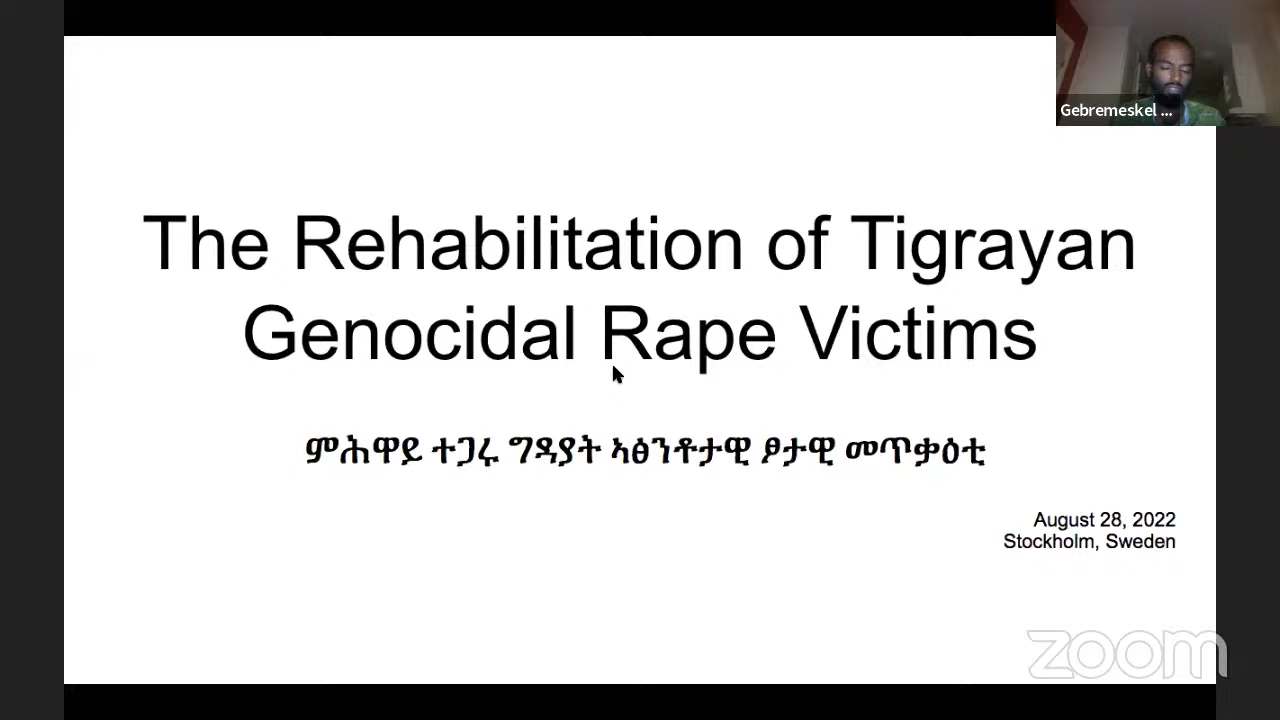 Gebremeskel ...
The Rehabilitation of Tigrayan
Genocidal Rape Victims
ምሕዋይ ተጋሩ ግዳያት ኣፅንቶታዊ ፆታዊ መጥቃዕቲ
August 28, 2022
Stockholm, Sweden
zoom